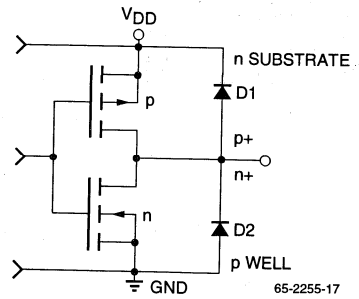 VDD
n SUBSTRATE
D1
p
p+
n+
n
D2
p WELL
GND
65-2255-17